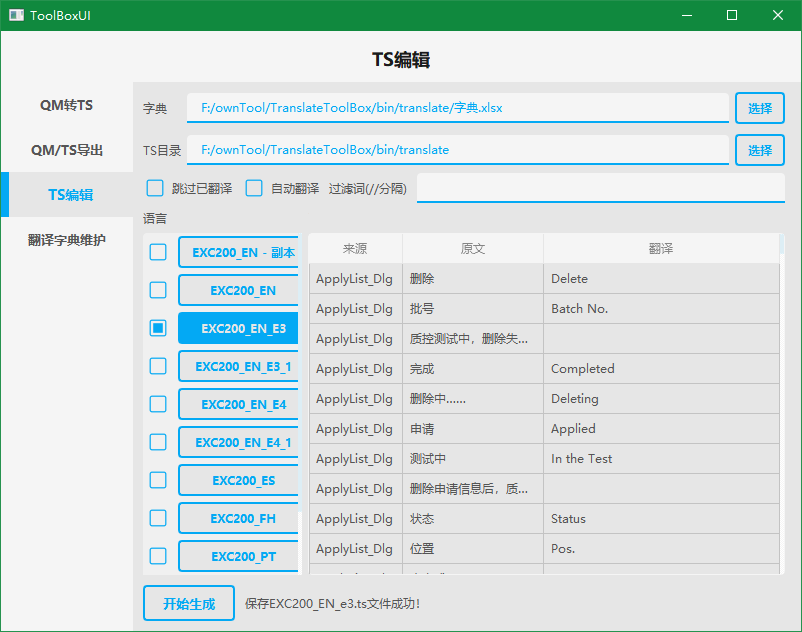 ToolBoxUI
TS编辑
QM转TS
QM/TS导出
TS编辑
翻译字典维护
字典 F:/ownTool/TranslateToolBox/bin/translate/字典.xlsx 选择
TS目录 F:/ownTool/TranslateToolBox/bin/translate 选择
跳过已翻译 自动翻译 过滤词(//分隔)
语言
EXC200_EN - 副本
EXC200_EN
EXC200_EN_E3
EXC200_EN_E3_1
EXC200_EN_E4
EXC200_EN_E4_1
EXC200_ES
EXC200_FH
EXC200_PT
来源 原文 翻译
ApplyList_Dlg 删除 Delete
ApplyList_Dlg 批号 Batch No.
ApplyList_Dlg 质控测试中，删除失...
ApplyList_Dlg 完成 Completed
ApplyList_Dlg 删除中...... Deleting
ApplyList_Dlg 申请 Applied
ApplyList_Dlg 测试中 In the Test
ApplyList_Dlg 删除申请信息后，质...
ApplyList_Dlg 状态 Status
ApplyList_Dlg 位置 Pos.
开始生成 保存EXC200_EN_e3.ts文件成功！